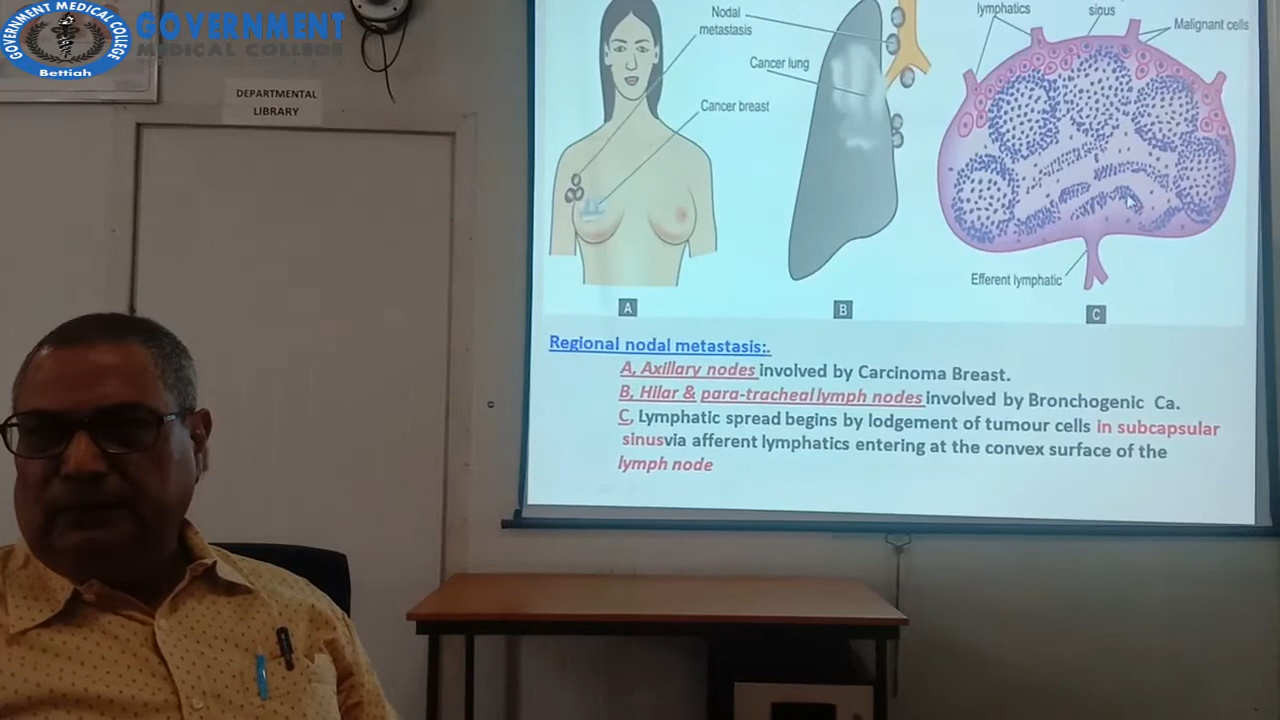 GOVERNMENT MEDICAL COLLEGE
Bettiah
GOVERNMENT
MEDICAL COLLEGE
DEPARTMENTAL
LIBRARY
Nodal
metastasis
Cancer lung
Cancer breast
lymphatics
sinus
Malignant cells
Efferent lymphatic
A
B
C
Regional nodal metastasis:.
A, Axillary nodes involved by Carcinoma Breast.
B, Hilar & para-tracheal lymph nodes involved by Bronchogenic Ca.
C, Lymphatic spread begins by lodgement of tumour cells in subcapsular
sinusvia afferent lymphatics entering at the convex surface of the
lymph node